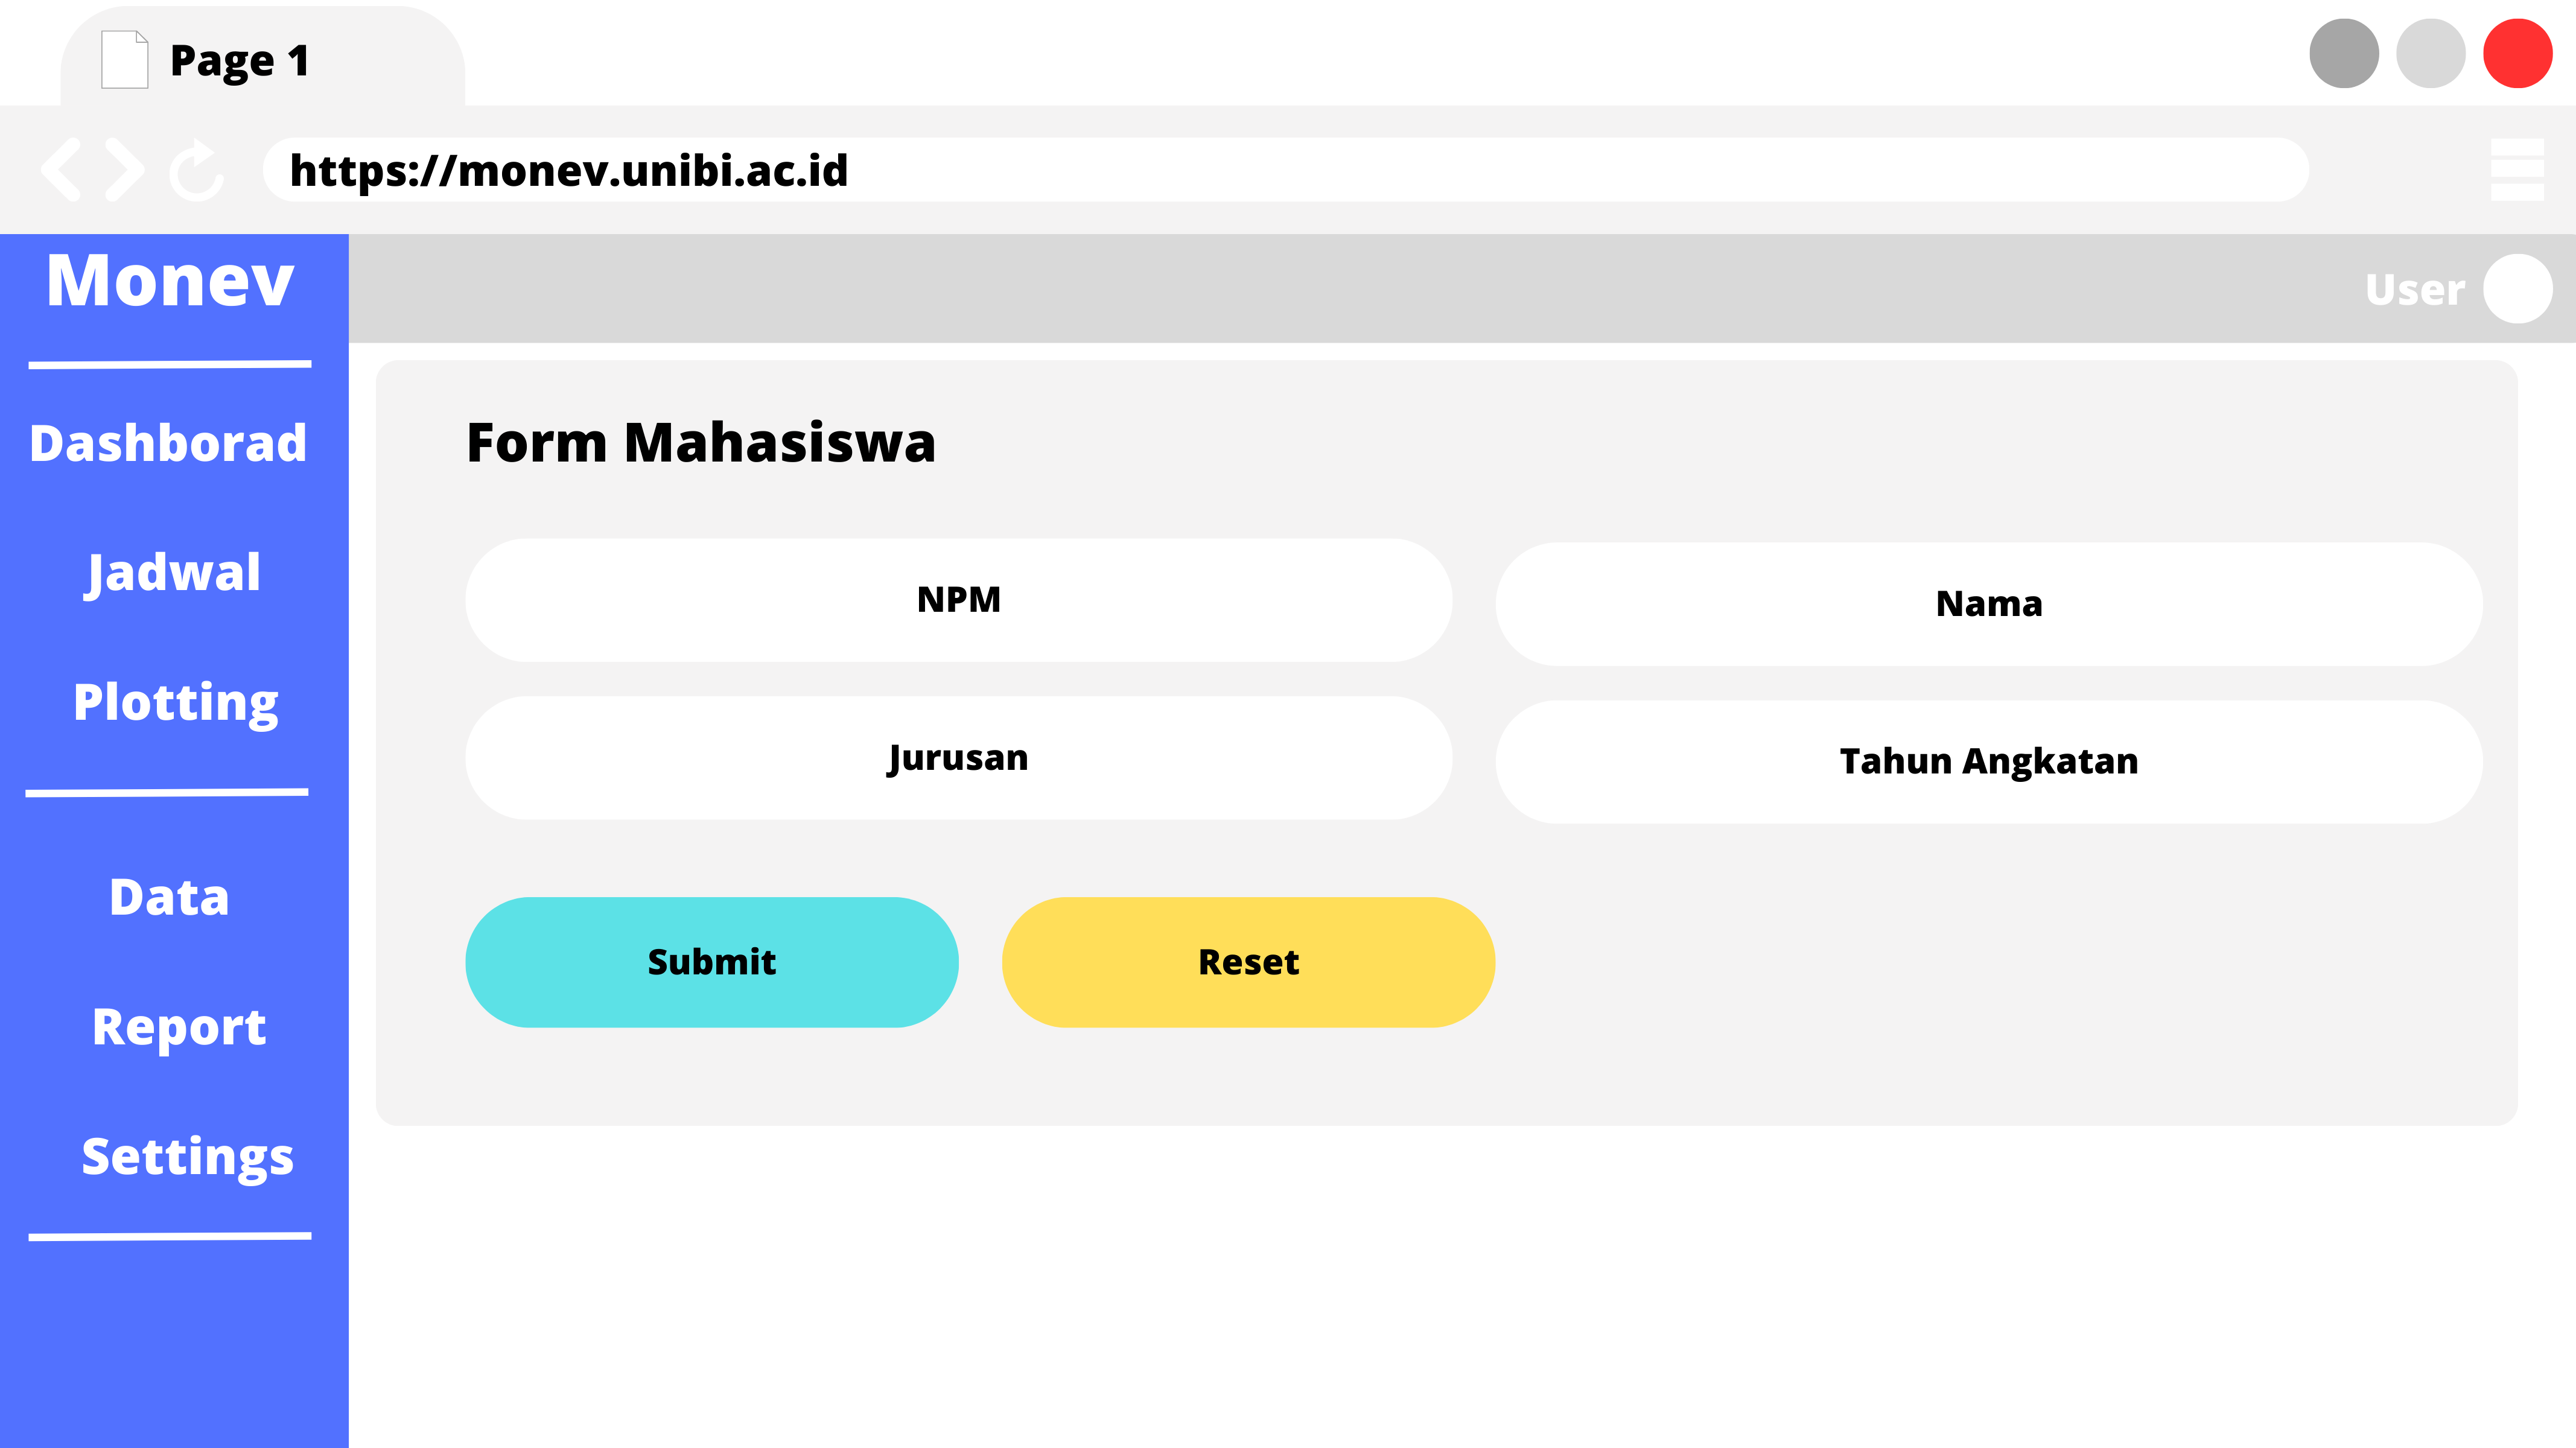 Page 1
https://monev.unibi.ac.id
Monev
User
Dashborad
Jadwal
Plotting
Data
Report
Settings
Form Mahasiswa
NPM
Nama
Jurusan
Tahun Angkatan
Submit
Reset